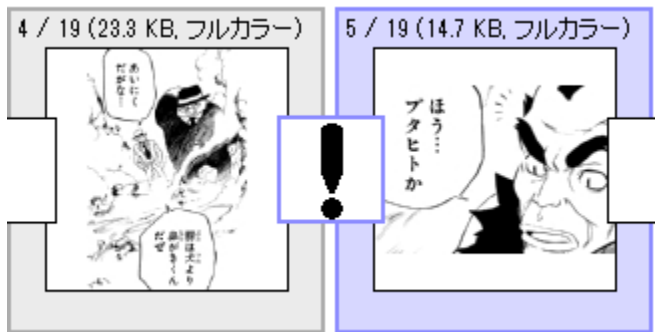 4 / 19 (23.3 KB, フルカラー)
5 / 19 (14.7 KB, フルカラー)
あいにく
だがな…
豚は犬より
鼻がきくん
だぜ
!
ほう…
ブタヒトか